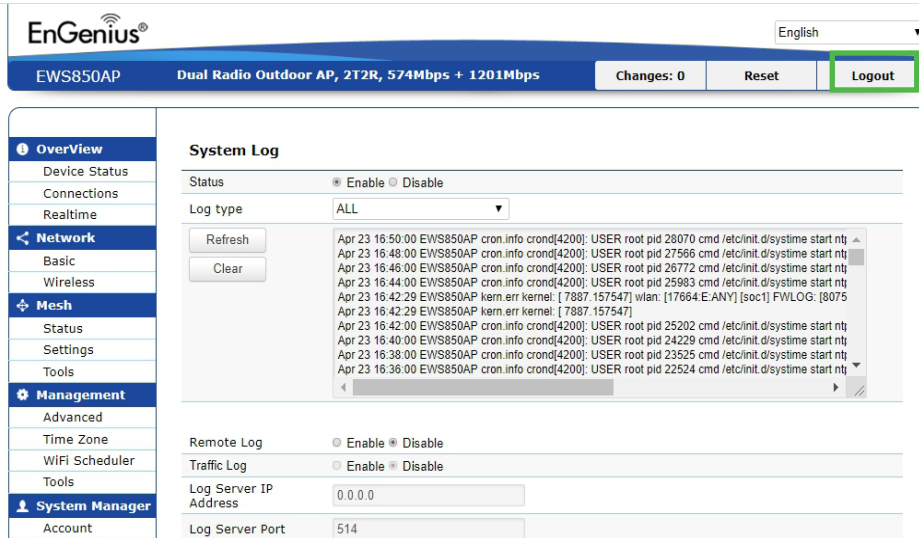 EnGenius®
English
EWS850AP Dual Radio Outdoor AP, 2T2R, 574Mbps + 1201Mbps Changes: 0 Reset Logout
OverView
Device Status
Connections
Realtime
Network
Basic
Wireless
Mesh
Status
Settings
Tools
Management
Advanced
Time Zone
WiFi Scheduler
Tools
System Manager
Account
System Log
Status Enable Disable
Log type ALL
Refresh
Clear
Apr 23 16:50:00 EWS850AP cron.info crond[4200]: USER root pid 28070 cmd /etc/init.d/systime start ntp
Apr 23 16:48:00 EWS850AP cron.info crond[4200]: USER root pid 27566 cmd /etc/init.d/systime start ntp
Apr 23 16:46:00 EWS850AP cron.info crond[4200]: USER root pid 26772 cmd /etc/init.d/systime start ntp
Apr 23 16:44:00 EWS850AP cron.info crond[4200]: USER root pid 25983 cmd /etc/init.d/systime start ntp
Apr 23 16:42:29 EWS850AP kern.err kernel: [ 7887.157547] wlan: [17664:E:ANY] [soc1] FWLOG: [8075
Apr 23 16:42:29 EWS850AP kern.err kernel: [ 7887.157547]
Apr 23 16:42:00 EWS850AP cron.info crond[4200]: USER root pid 25202 cmd /etc/init.d/systime start ntp
Apr 23 16:40:00 EWS850AP cron.info crond[4200]: USER root pid 24229 cmd /etc/init.d/systime start ntp
Apr 23 16:38:00 EWS850AP cron.info crond[4200]: USER root pid 23525 cmd /etc/init.d/systime start ntp
Apr 23 16:36:00 EWS850AP cron.info crond[4200]: USER root pid 22524 cmd /etc/init.d/systime start ntp
Remote Log Enable Disable
Traffic Log Enable Disable
Log Server IP
Address
0.0.0.0
Log Server Port 514